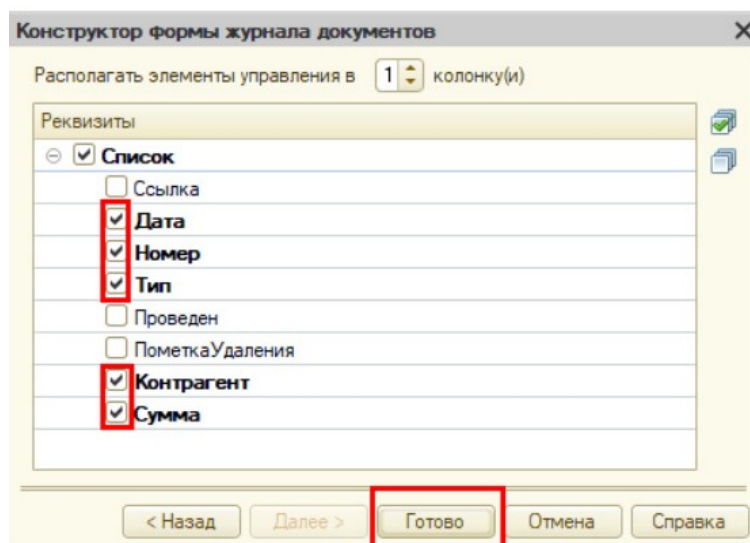 Конструктор формы журнала документов
Располагать элементы управления в 1 колонку(и)
Реквизиты
Список
Ссылка
Дата
Номер
Тип
Проведен
ПометкаУдаления
Контрагент
Сумма
< Назад Далее > Готово Отмена Справка